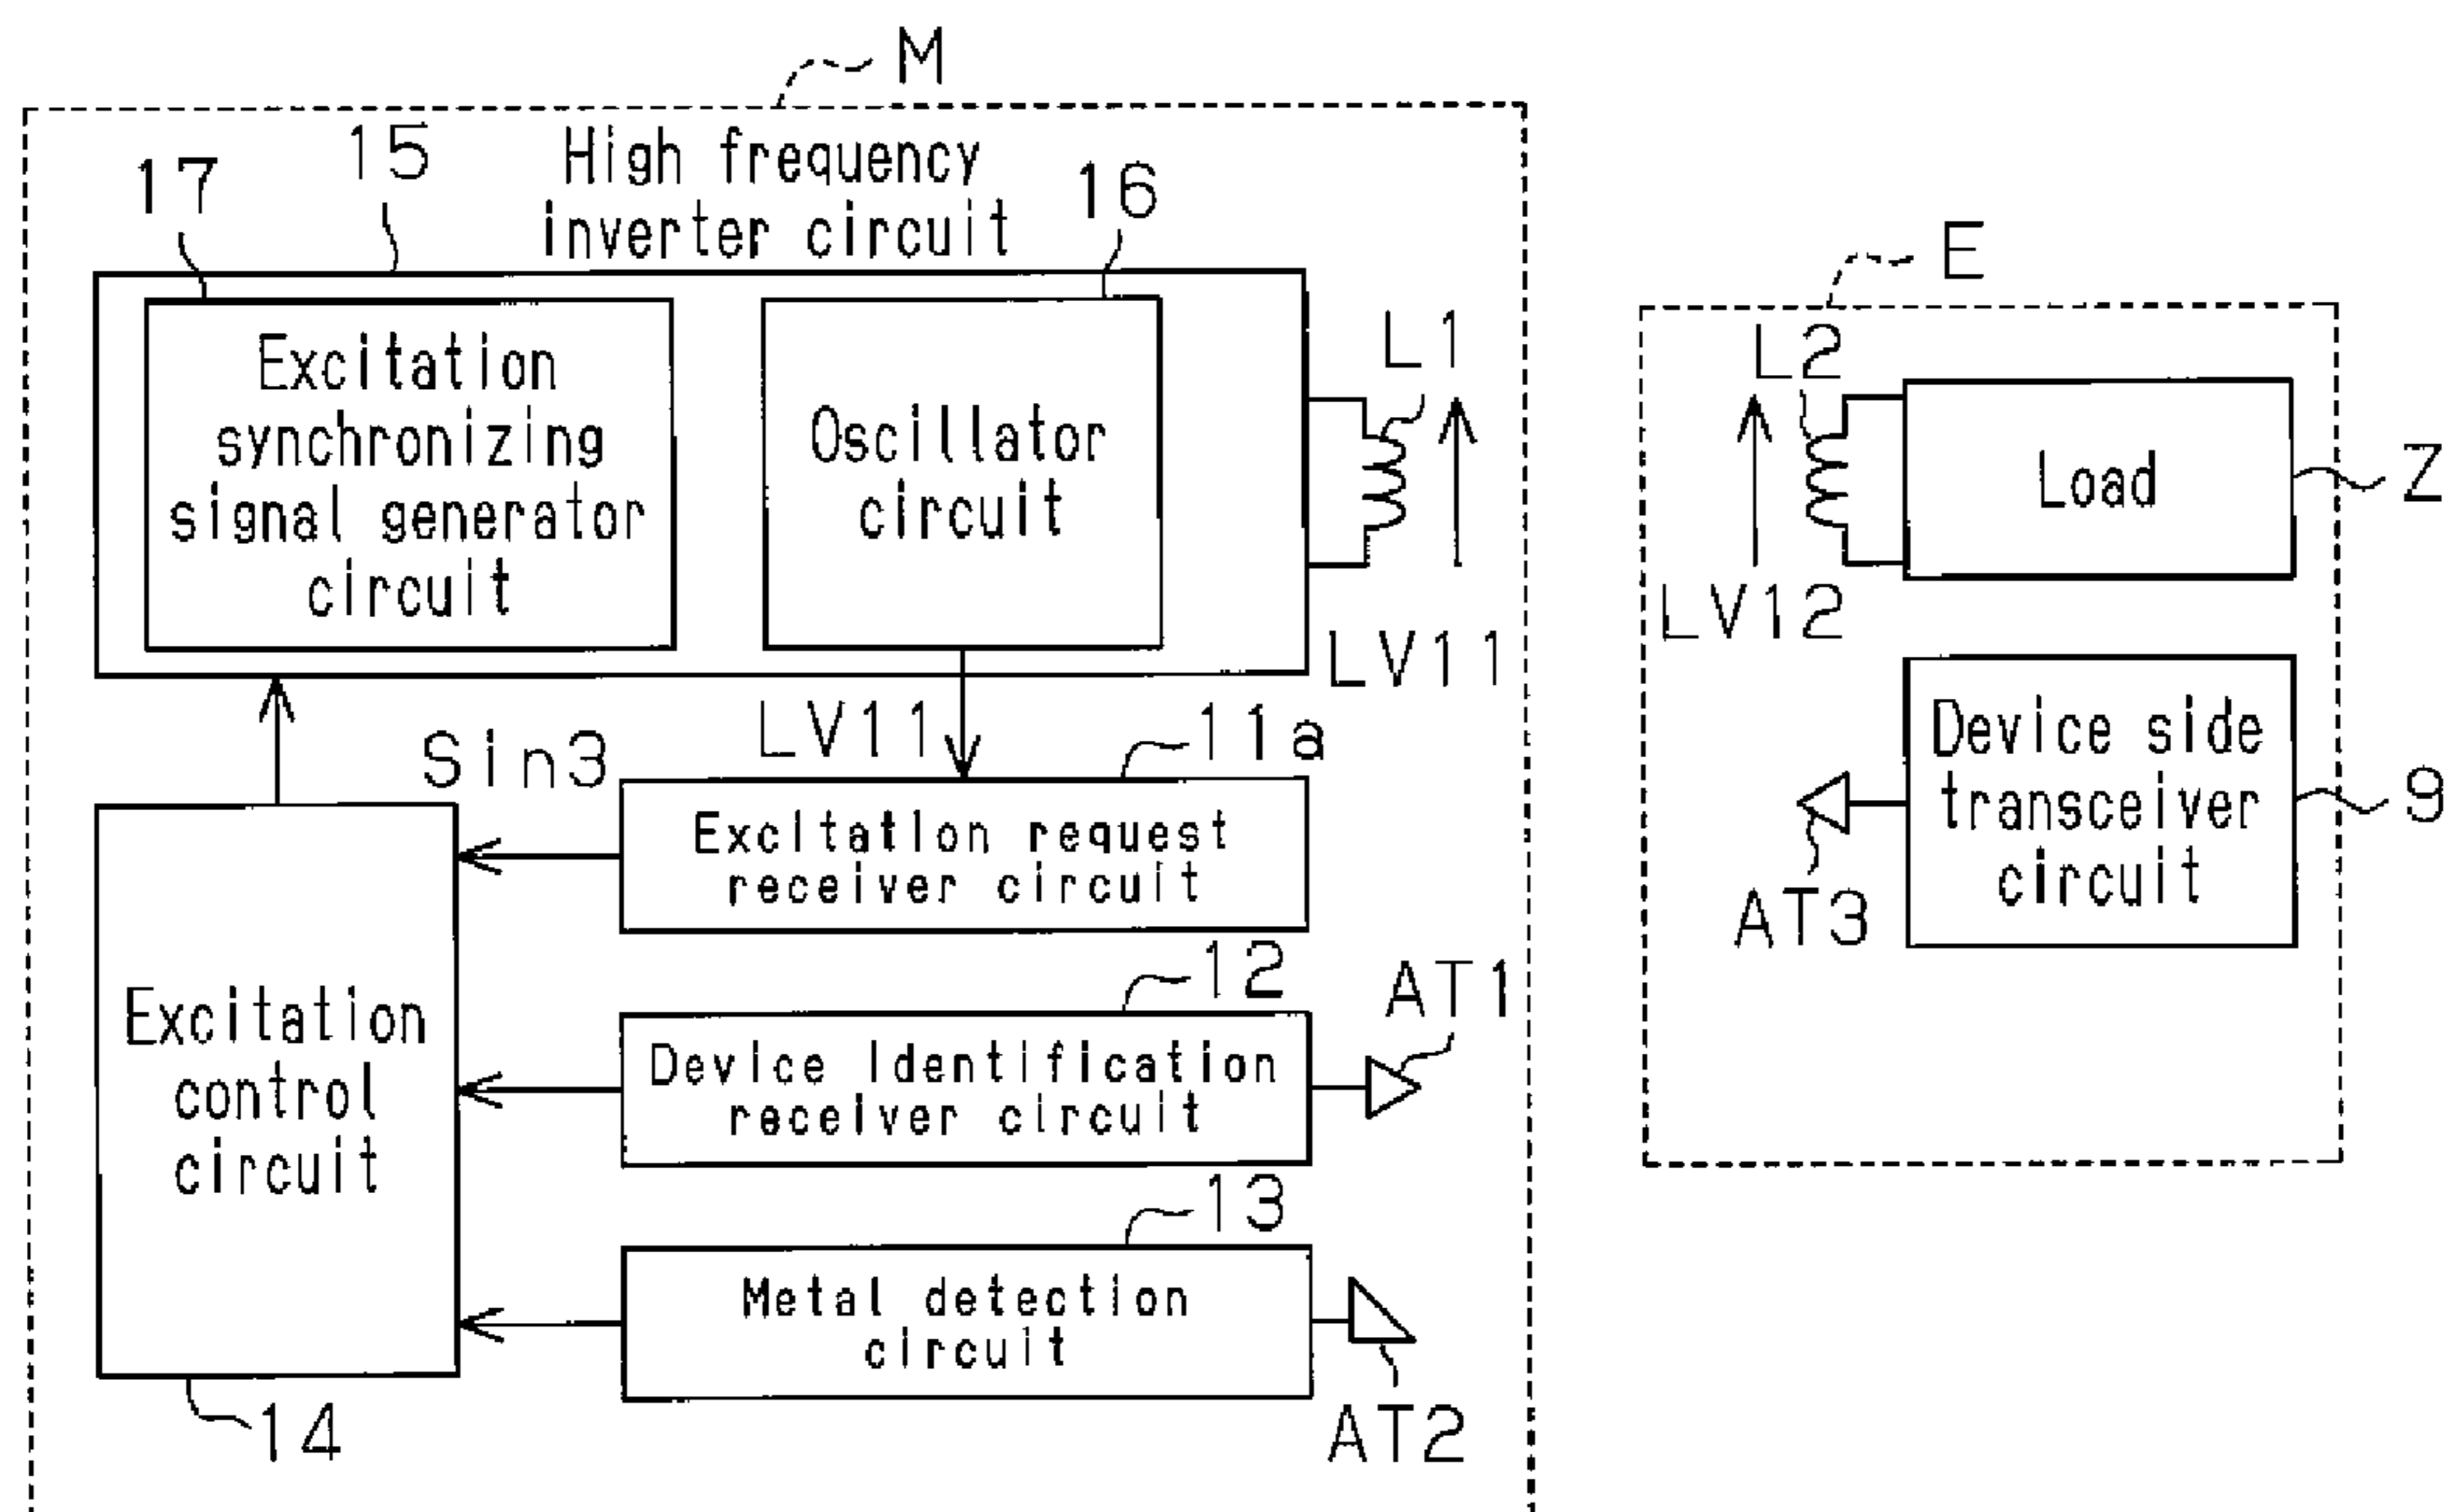 M
15
High frequency
inverter circuit
17
16
Excitation
synchronizing
signal generator
circuit
Oscillator
circuit
L1
LV11
E
L2
LV12
Load
Z
Device side
transceiver
circuit
9
AT3
LV11
11a
Sin3
Excitation request
receiver circuit
12
AT1
Excitation
control
circuit
Device Identification
receiver circuit
13
Metal detection
circuit
14
AT2